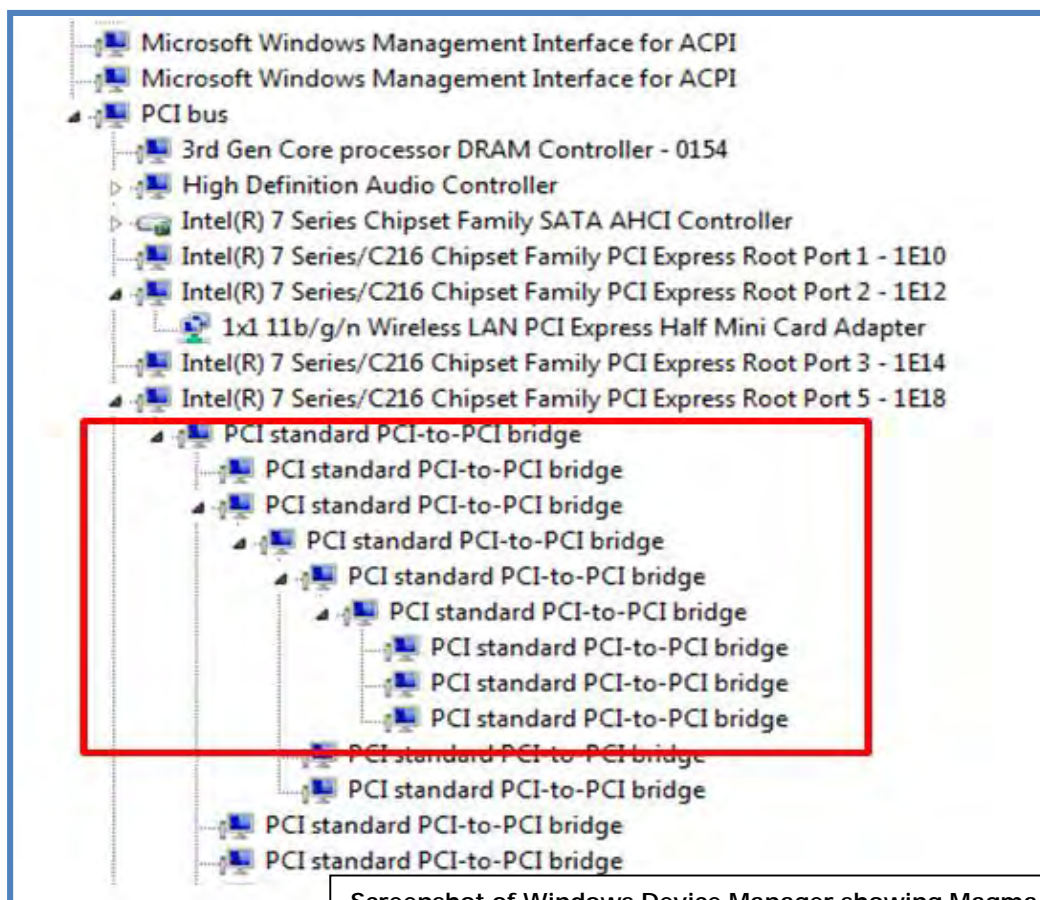 Microsoft Windows Management Interface for ACPI
Microsoft Windows Management Interface for ACPI
PCI bus
3rd Gen Core processor DRAM Controller - 0154
High Definition Audio Controller
Intel(R) 7 Series Chipset Family SATA AHCI Controller
Intel(R) 7 Series/C216 Chipset Family PCI Express Root Port 1 - 1E10
Intel(R) 7 Series/C216 Chipset Family PCI Express Root Port 2 - 1E12
1x1 11b/g/n Wireless LAN PCI Express Half Mini Card Adapter
Intel(R) 7 Series/C216 Chipset Family PCI Express Root Port 3 - 1E14
Intel(R) 7 Series/C216 Chipset Family PCI Express Root Port 5 - 1E18
PCI standard PCI-to-PCI bridge
PCI standard PCI-to-PCI bridge
PCI standard PCI-to-PCI bridge
PCI standard PCI-to-PCI bridge
PCI standard PCI-to-PCI bridge
PCI standard PCI-to-PCI bridge
PCI standard PCI-to-PCI bridge
PCI standard PCI-to-PCI bridge
PCI standard PCI-to-PCI bridge
PCI standard PCI-to-PCI bridge
PCI standard PCI-to-PCI bridge
PCI standard PCI-to-PCI bridge
PCI standard PCI-to-PCI bridge
Screenshot of Windows Device Manager showing Magma